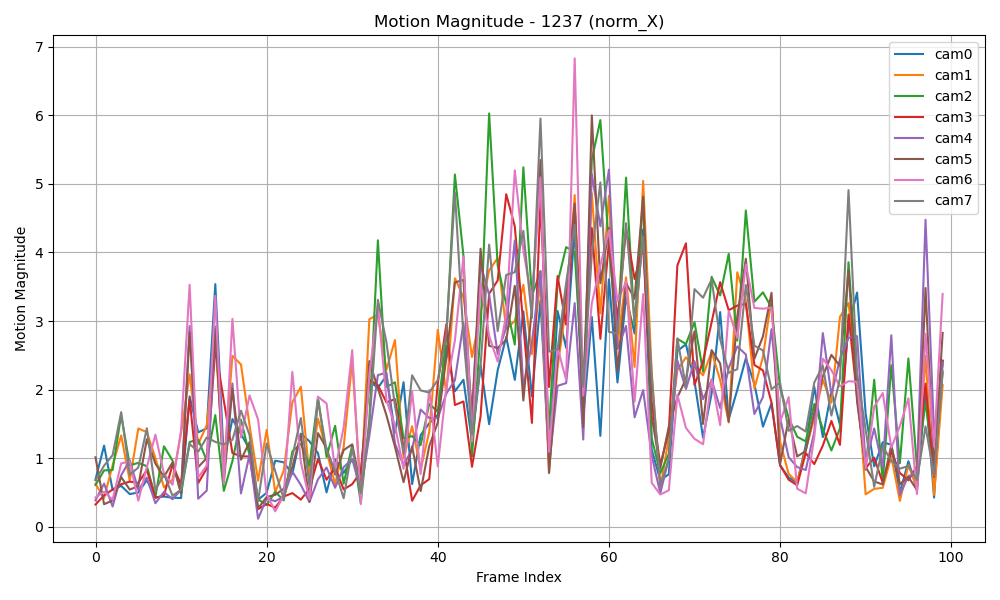 Motion Magnitude - 1237 (norm_X)
Motion Magnitude
7
6
5
4
3
2
1
0
0
20
40
60
80
100
Frame Index
cam0
cam1
cam2
cam3
cam4
cam5
cam6
cam7